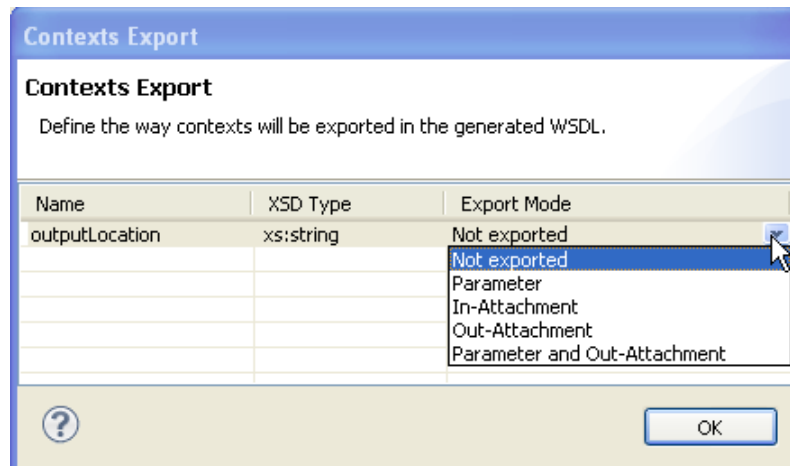 Contexts Export
Contexts Export
Define the way contexts will be exported in the generated WSDL.
Name XSD Type Export Mode
outputLocation xs:string Not exported
Not exported
Parameter
In-Attachment
Out-Attachment
Parameter and Out-Attachment
? OK